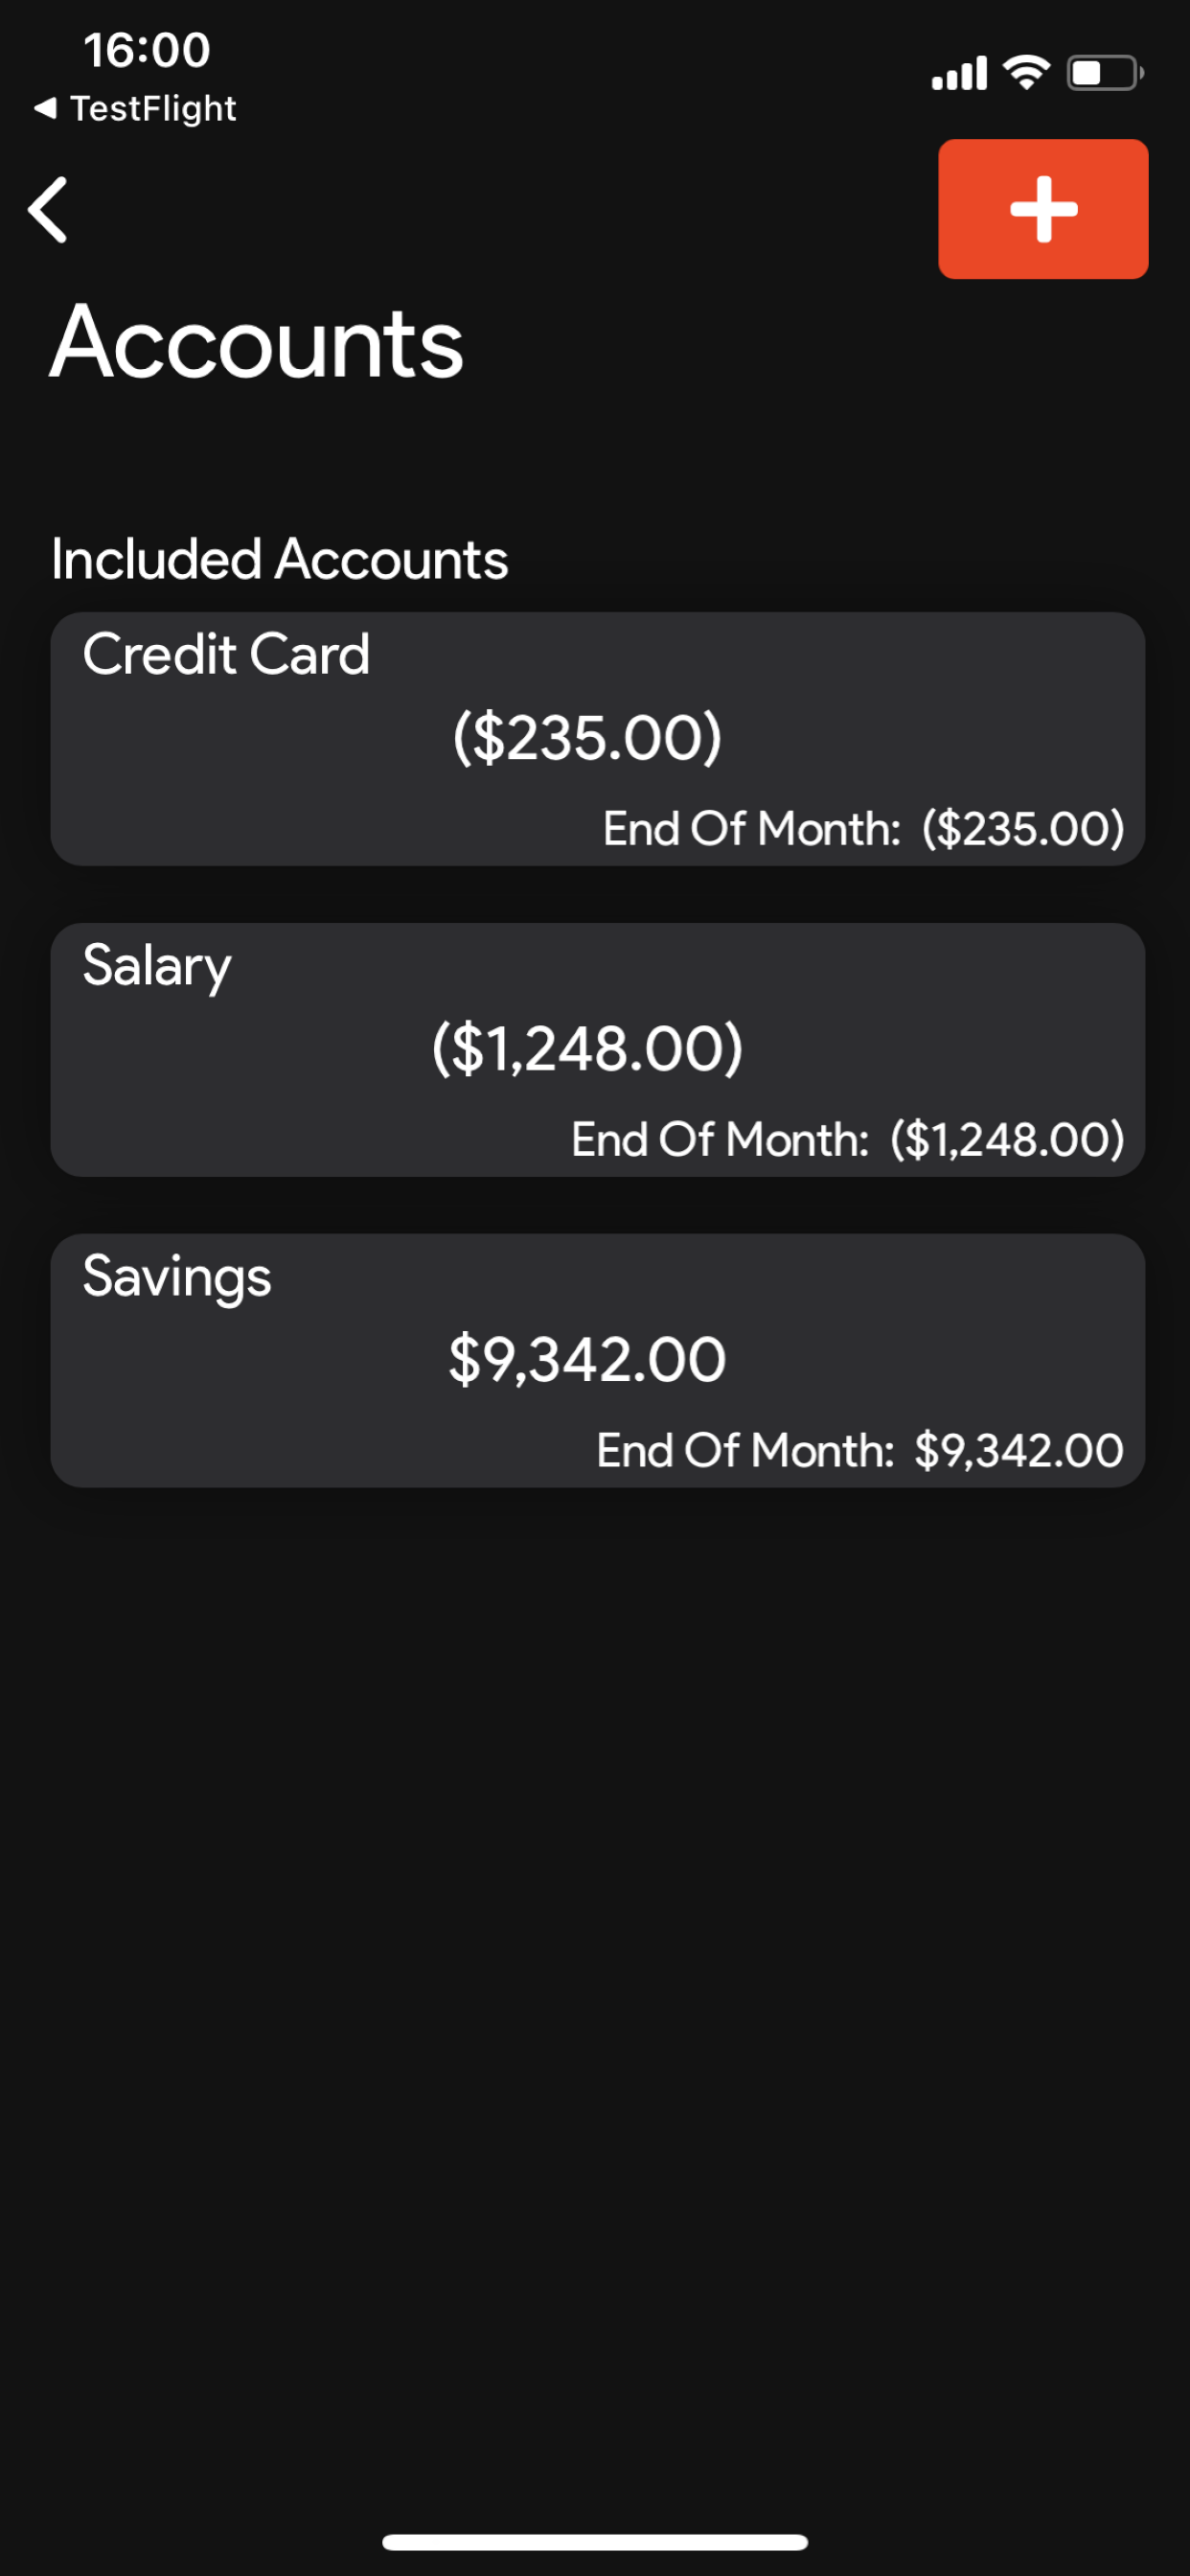 16:00
TestFlight
Accounts
Included Accounts
Credit Card
($235.00)
End Of Month: ($235.00)
Salary
($1,248.00)
End Of Month: ($1,248.00)
Savings
$9,342.00
End Of Month: $9,342.00